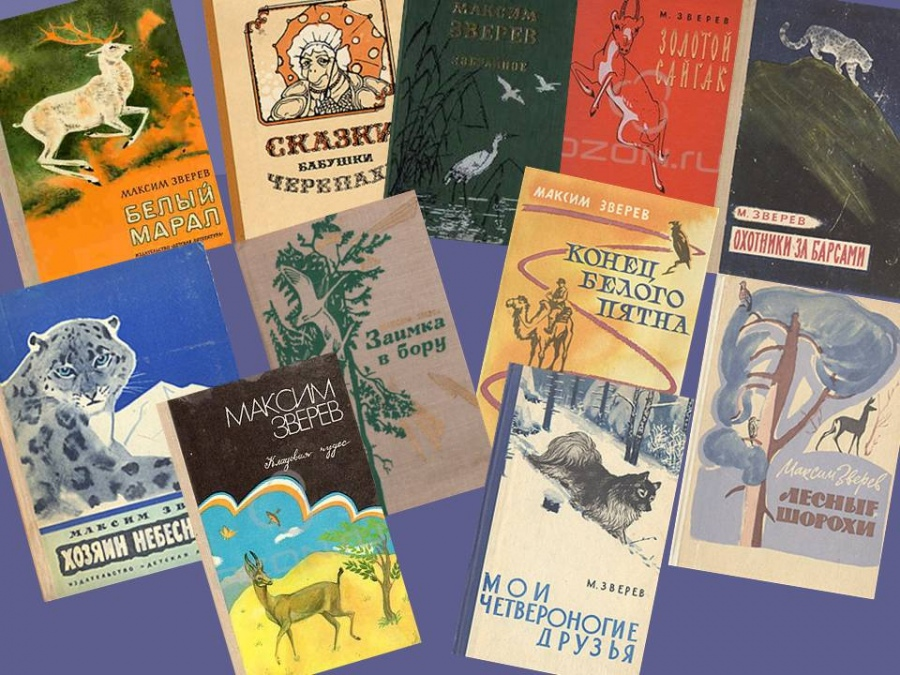 МАКСИМ ЗВЕРЕВ
БЕЛЫЙ
МАРАЛ
ИЗДАТЕЛЬСТВО «ДЕТСКАЯ ЛИТЕРАТУРА»
СКАЗКИ
БАБУШКИ
ЧЕРЕПАХ
МАКСИМ
ЗВЕРЕВ
ИЗБРАННОЕ
М. ЗВЕРЕВ
ЗОЛОТОЙ
САЙГАК
OZON.ru
М. ЗВЕРЕВ
ОХОТНИКИ ЗА БАРСАМИ
МАКСИМ ЗВ
ХОЗЯИН НЕБЕСН
ИЗДАТЕЛЬСТВО «ДЕТСКАЯ
Заимка
в бору
МАКСИМ ЗВЕРЕВ
КОНЕЦ
БЕЛОГО
ПЯТНА
МАКСИМ
ЗВЕРЕВ
Кладовая чудес
М. ЗВЕРЕВ
МОИ
ЧЕТВЕРОНОГИЕ
ДРУЗЬЯ
Максим Зверев
ЛЕСНЫЕ
ШОРОХИ